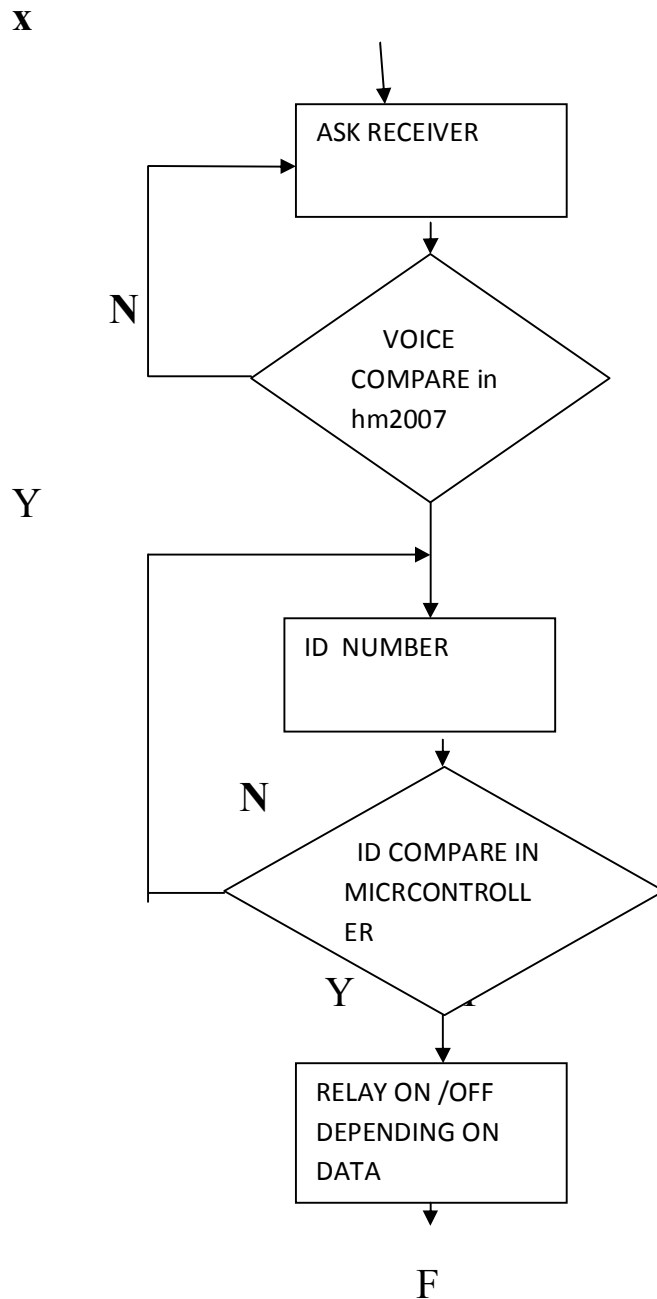 x
ASK RECEIVER
N
VOICE
COMPARE in
hm2007
Y
ID NUMBER
N
ID COMPARE IN
MICRCONTROLL
ER
Y
RELAY ON /OFF
DEPENDING ON
DATA
F